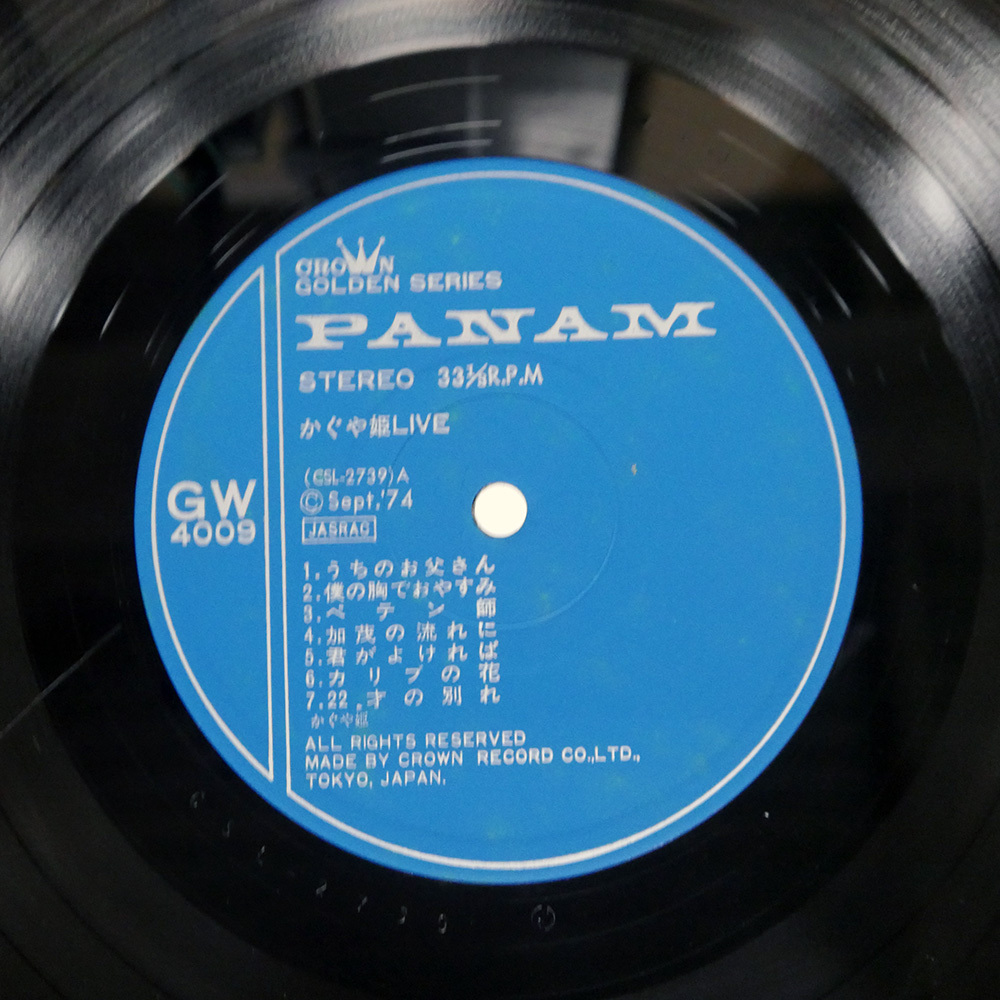 CROWN
GOLDEN SERIES
PANAM
STEREO 33⅓R.P.M
かぐや姫LIVE
(CSL-2739)A
Ⓒ Sept,'74
JASRAC
GW
4009
1.うちのお父さん
2.僕の胸でおやすみ
3.ペテン師
4.加茂の流れに
5.君がよければ
6.カリブの花
7.22才の別れ
かぐや姫
ALL RIGHTS RESERVED
MADE BY CROWN RECORD CO.,LTD.,
TOKYO, JAPAN.